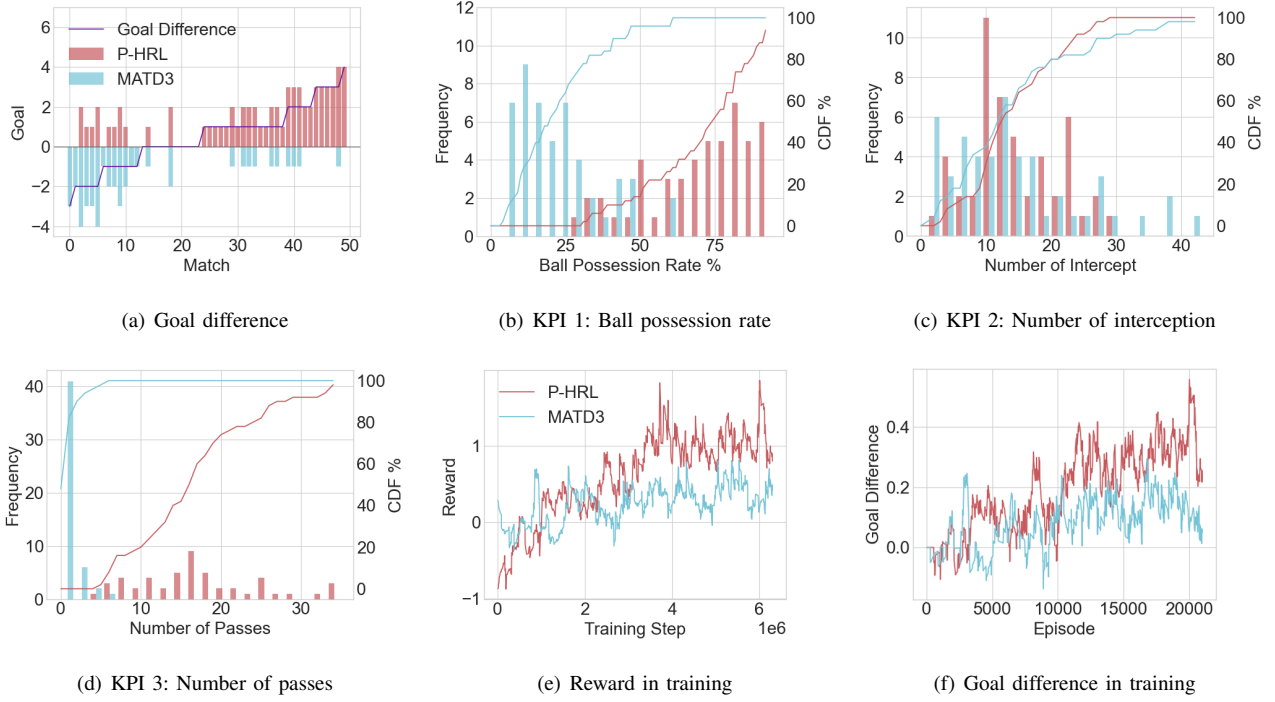 6
4
2
0
−2
−4
Goal
Goal Difference
P-HRL
MATD3
0 10 20 30 40 50
Match
(a) Goal difference
12
10
8
6
4
2
0
Frequency
100
80
60
40
20
0
CDF %
0 25 50 75
Ball Possession Rate %
(b) KPI 1: Ball possession rate
10
8
6
4
2
0
Frequency
100
80
60
40
20
0
CDF %
0 10 20 30 40
Number of Intercept
(c) KPI 2: Number of interception
40
30
20
10
0
Frequency
100
80
60
40
20
0
CDF %
0 10 20 30
Number of Passes
(d) KPI 3: Number of passes
1
0
−1
Reward
P-HRL
MATD3
0 2 4 6
1e6
Training Step
(e) Reward in training
0.4
0.2
0.0
Goal Difference
0 5000 10000 15000 20000
Episode
(f) Goal difference in training